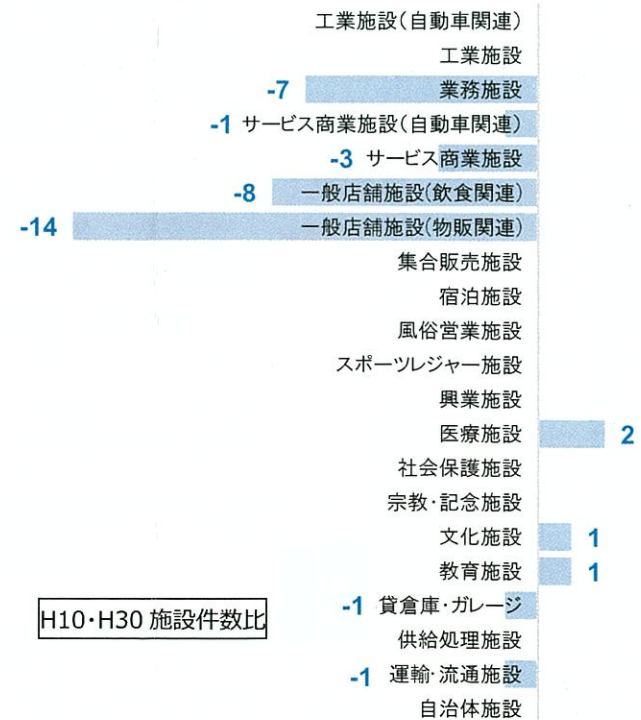 工業施設(自動車関連)
工業施設
-7 業務施設
-1 サービス商業施設(自動車関連)
-3 サービス商業施設
-8 一般店舗施設(飲食関連)
-14 一般店舗施設(物販関連)
集合販売施設
宿泊施設
風俗営業施設
スポーツレジャー施設
興業施設
医療施設 2
社会保護施設
宗教・記念施設
文化施設 1
教育施設 1
-1 貸倉庫・ガレージ
H10・H30 施設件数比
供給処理施設
-1 運輸・流通施設
自治体施設